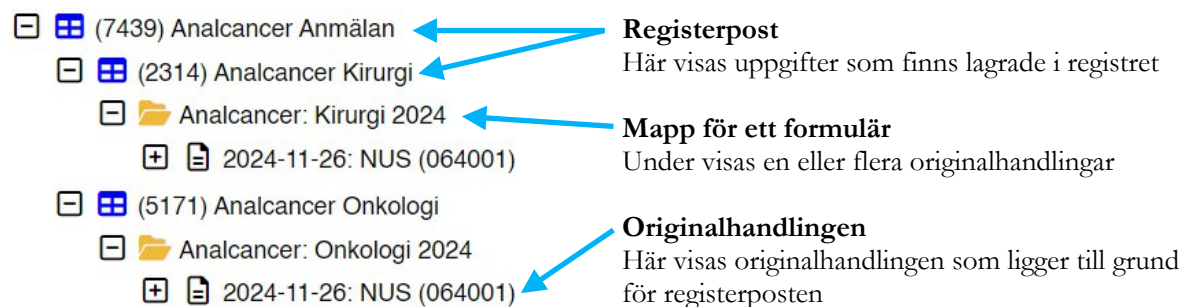 (7439) Analcancer Anmälan
(2314) Analcancer Kirurgi
Analcancer: Kirurgi 2024
2024-11-26: NUS (064001)
(5171) Analcancer Onkologi
Analcancer: Onkologi 2024
2024-11-26: NUS (064001)
Registerpost
Här visas uppgifter som finns lagrade i registret
Mapp för ett formulär
Under visas en eller flera originalhandlingar
Originalhandlingen
Här visas originalhandlingen som ligger till grund
för registerposten